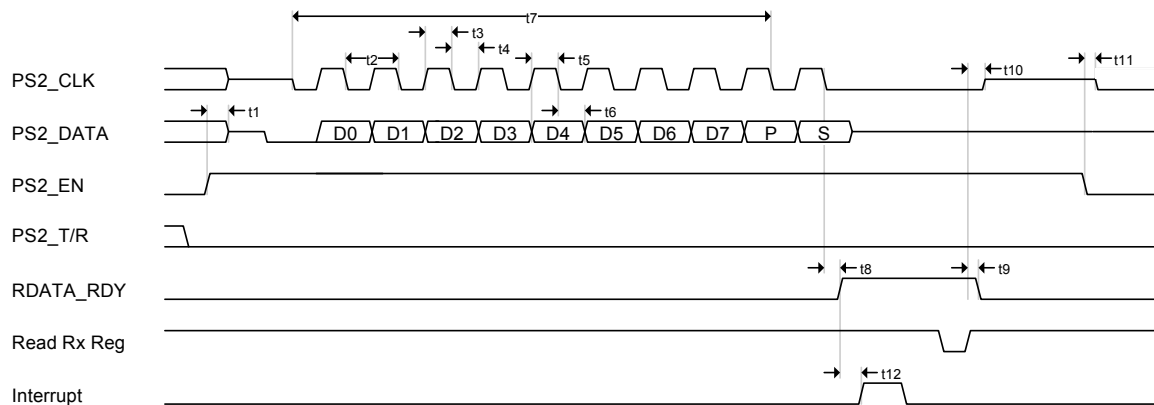 t7
t3
t2
t4
t5
t10
t11
PS2_CLK
t1
t6
PS2_DATA
D0 D1 D2 D3 D4 D5 D6 D7 P S
PS2_EN
PS2_T/R
t8
t9
RDATA_RDY
Read Rx Reg
t12
Interrupt